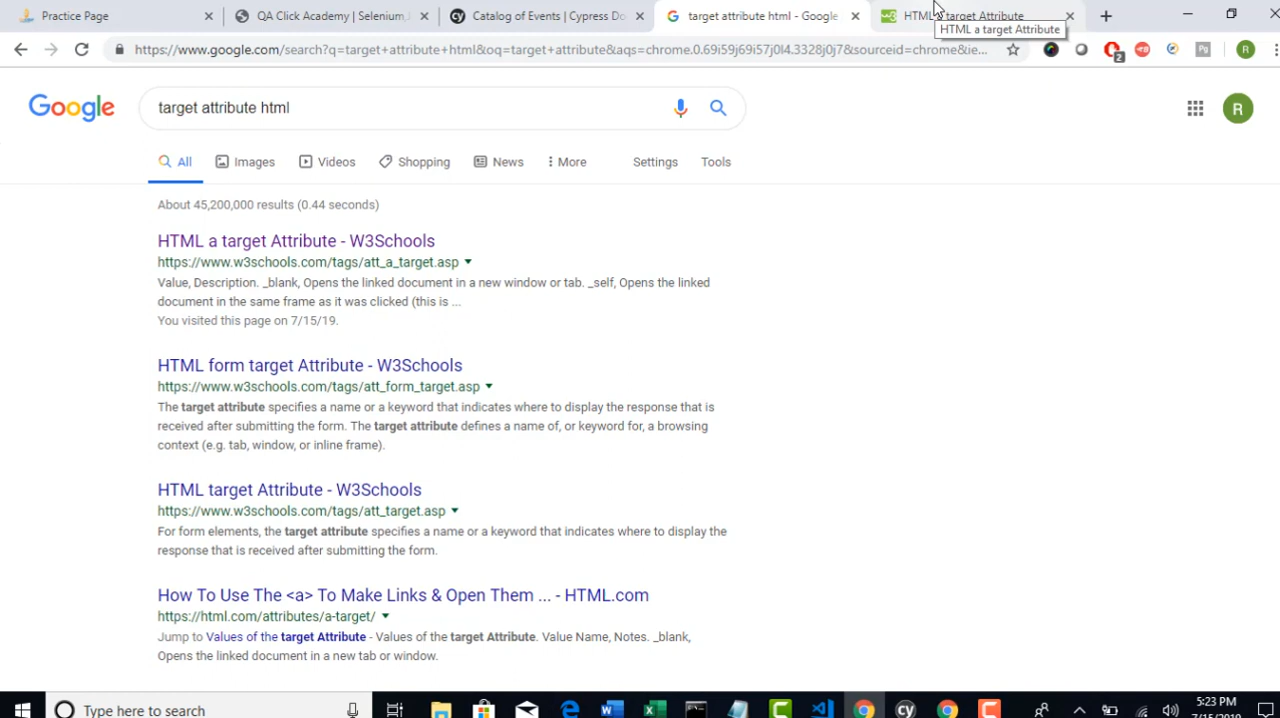 Practice Page
QA Click Academy | Selenium,
Catalog of Events | Cypress Do
target attribute html - Google
HTML a target Attribute
HTML a target Attribute
https://www.google.com/search?q=target+attribute+html&oq=target+attribute&aqs=chrome.0.69i59j69i57j0l4.3328j0j7&sourceid=chrome&ie...
2
R
Google
target attribute html
R
All
Images
Videos
Shopping
News
More
Settings
Tools
About 45,200,000 results (0.44 seconds)
HTML a target Attribute - W3Schools
https://www.w3schools.com/tags/att_a_target.asp
Value, Description. _blank, Opens the linked document in a new window or tab. _self, Opens the linked
document in the same frame as it was clicked (this is ...
You visited this page on 7/15/19.
HTML form target Attribute - W3Schools
https://www.w3schools.com/tags/att_form_target.asp
The target attribute specifies a name or a keyword that indicates where to display the response that is
received after submitting the form. The target attribute defines a name of, or keyword for, a browsing
context (e.g. tab, window, or inline frame).
HTML target Attribute - W3Schools
https://www.w3schools.com/tags/att_target.asp
For form elements, the target attribute specifies a name or a keyword that indicates where to display the
response that is received after submitting the form.
How To Use The <a> To Make Links & Open Them ... - HTML.com
https://html.com/attributes/a-target/
Jump to Values of the target Attribute - Values of the target Attribute. Value Name, Notes. _blank,
Opens the linked document in a new tab or window.
Type here to search
5:23 PM
7/15/2019